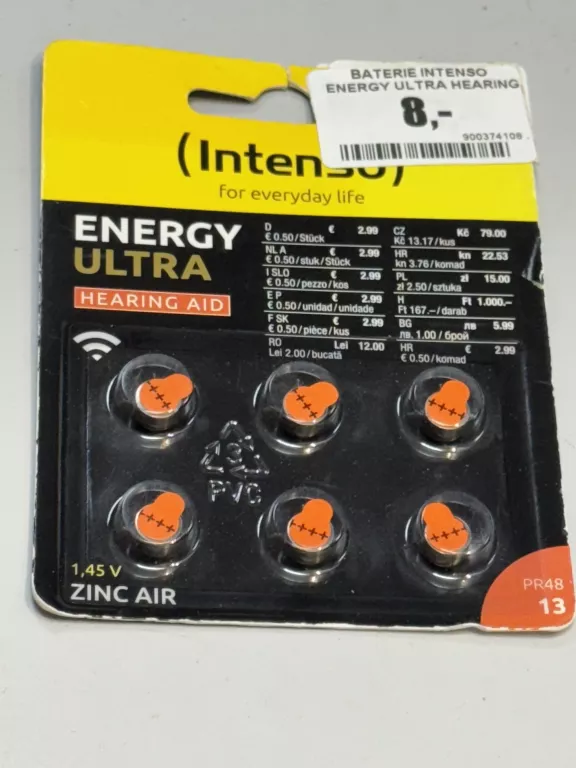 BATERIE INTENSO
ENERGY ULTRA HEARING
8,-
900374108
(Intenso)
for everyday life
ENERGY
ULTRA
HEARING AID
D € 2.99
€ 0.50/Stück
NL A € 2.99
€ 0.50/stuk/Stück
I SLO € 2.99
€ 0.50/pezzo/kos
E P € 2.99
€ 0.50/unidad/unidade
F SK € 2.99
€ 0.50/pièce/kus
RO Lei 12.00
Lei 2.00/bucată
CZ Kč 79.00
Kč 13.17/kus
HR kn 22.53
kn 3.76/komad
PL zł 15.00
zł 2.50/sztuka
H Ft 1.000.–
Ft 167.–/darab
BG лв 5.99
лв. 1.00/брой
HR € 2.99
€ 0.50/komad
3
PVC
1,45 V
ZINC AIR
PR48
13